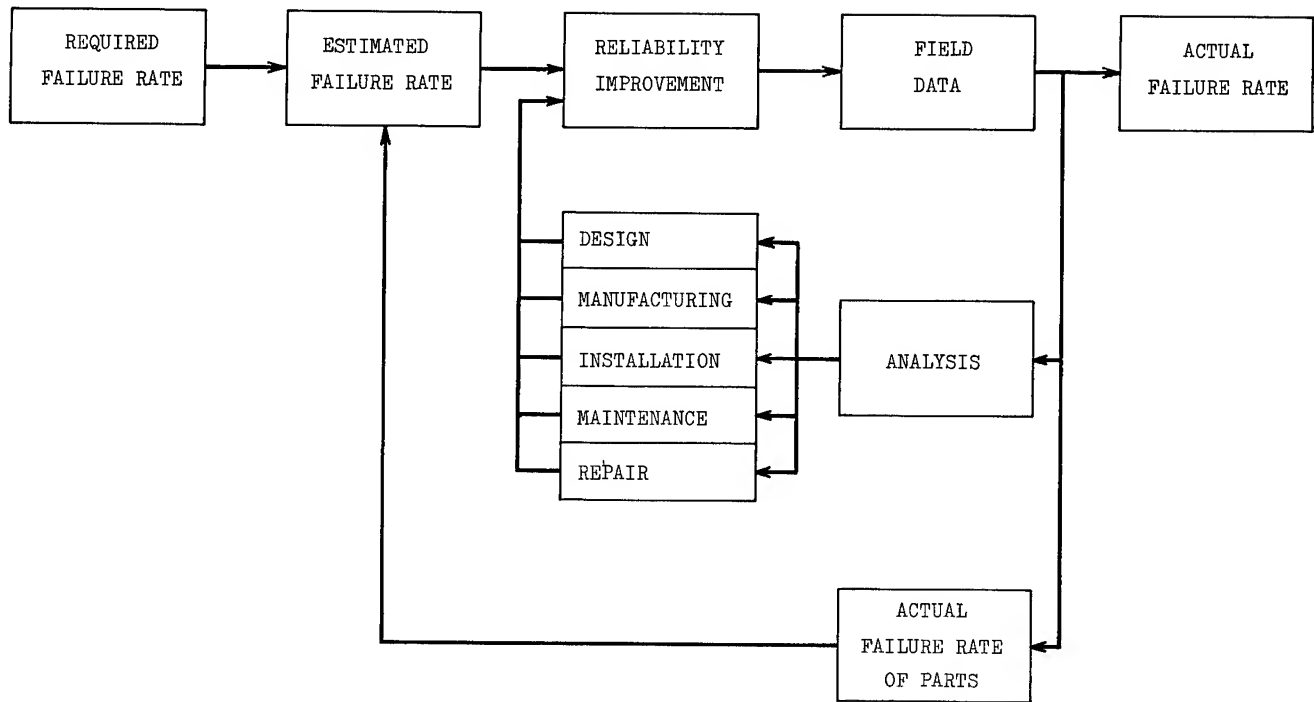 REQUIRED
FAILURE RATE
ESTIMATED
FAILURE RATE
RELIABILITY
IMPROVEMENT
FIELD
DATA
ACTUAL
FAILURE RATE
DESIGN
MANUFACTURING
INSTALLATION
MAINTENANCE
REPAIR
ANALYSIS
ACTUAL
FAILURE RATE
OF PARTS